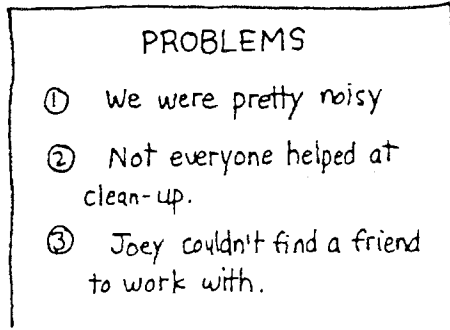 PROBLEMS
① We were pretty noisy
② Not everyone helped at
clean-up.
③ Joey couldn't find a friend
to work with.